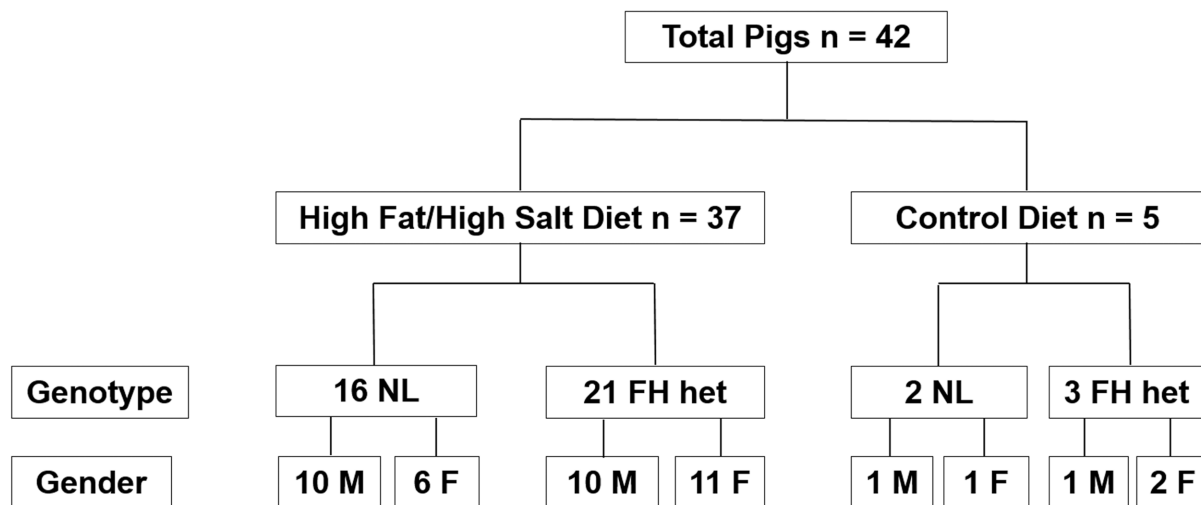 Total Pigs n = 42
High Fat/High Salt Diet n = 37
Control Diet n = 5
Genotype
16 NL
21 FH het
2 NL
3 FH het
Gender
10 M
6 F
10 M
11 F
1 M
1 F
1 M
2 F